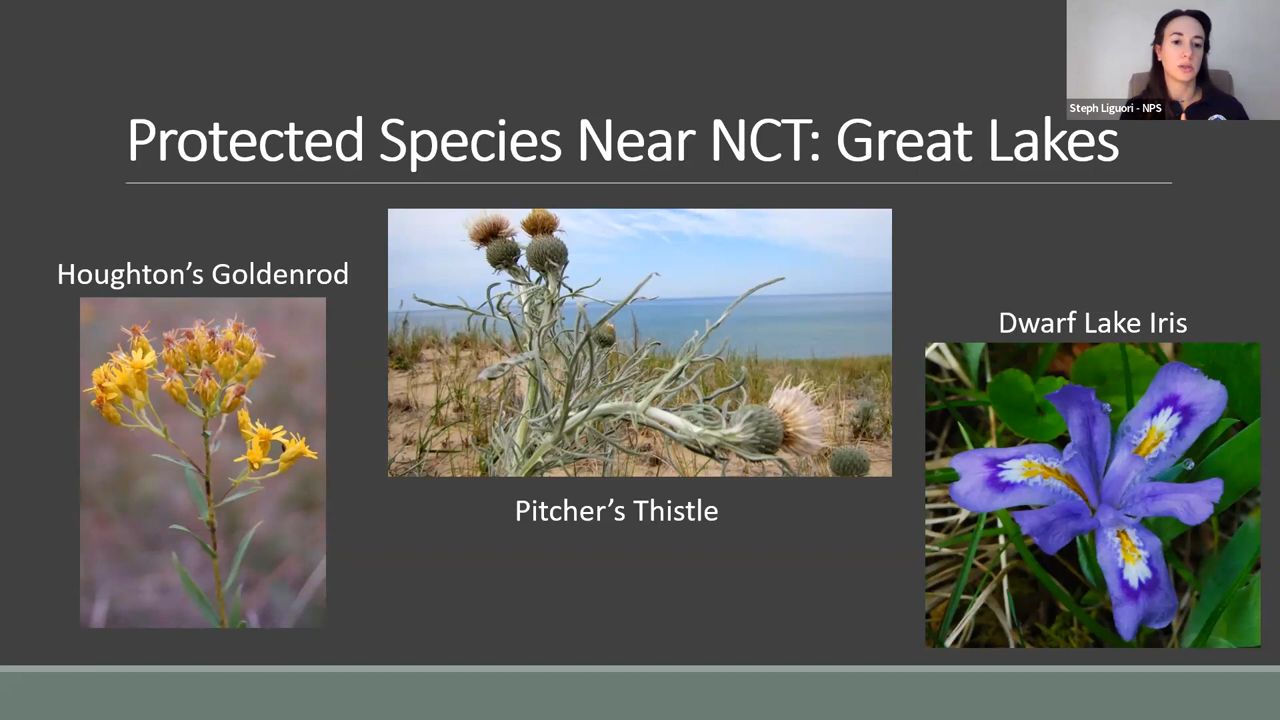 Steph Liguori - NPS
Protected Species Near NCT: Great Lakes
Houghton’s Goldenrod
Pitcher’s Thistle
Dwarf Lake Iris